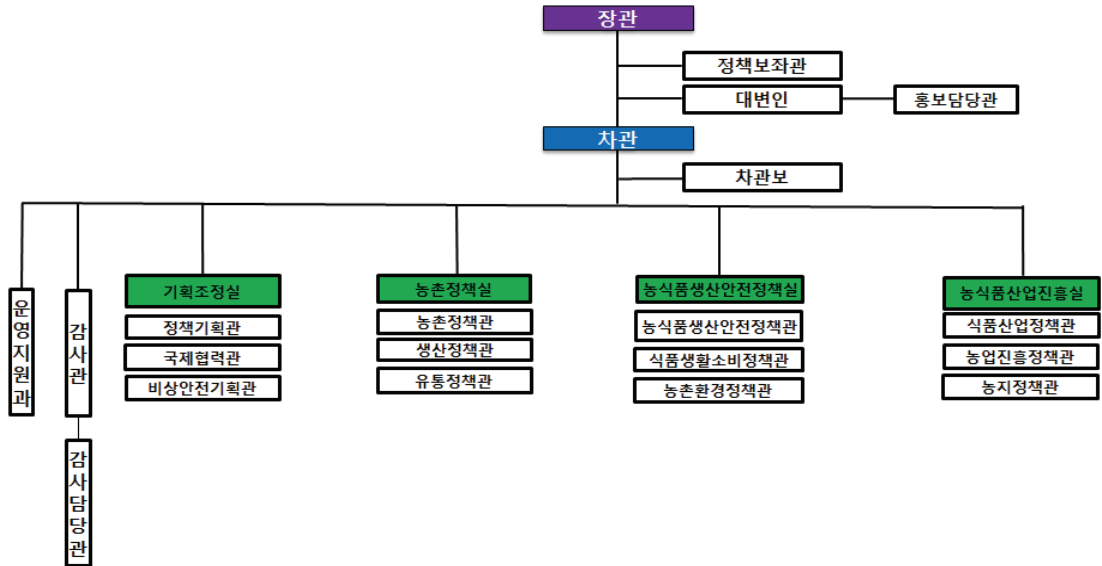 장관
정책보좌관
대변인
홍보담당관
차관
차관보
운영지원과
감사관
감사담당관
기획조정실
정책기획관
국제협력관
비상안전기획관
농촌정책실
농촌정책관
생산정책관
유통정책관
농식품생산안전정책실
농식품생산안전정책관
식품생활소비정책관
농촌환경정책관
농식품산업진흥실
식품산업정책관
농업진흥정책관
농지정책관